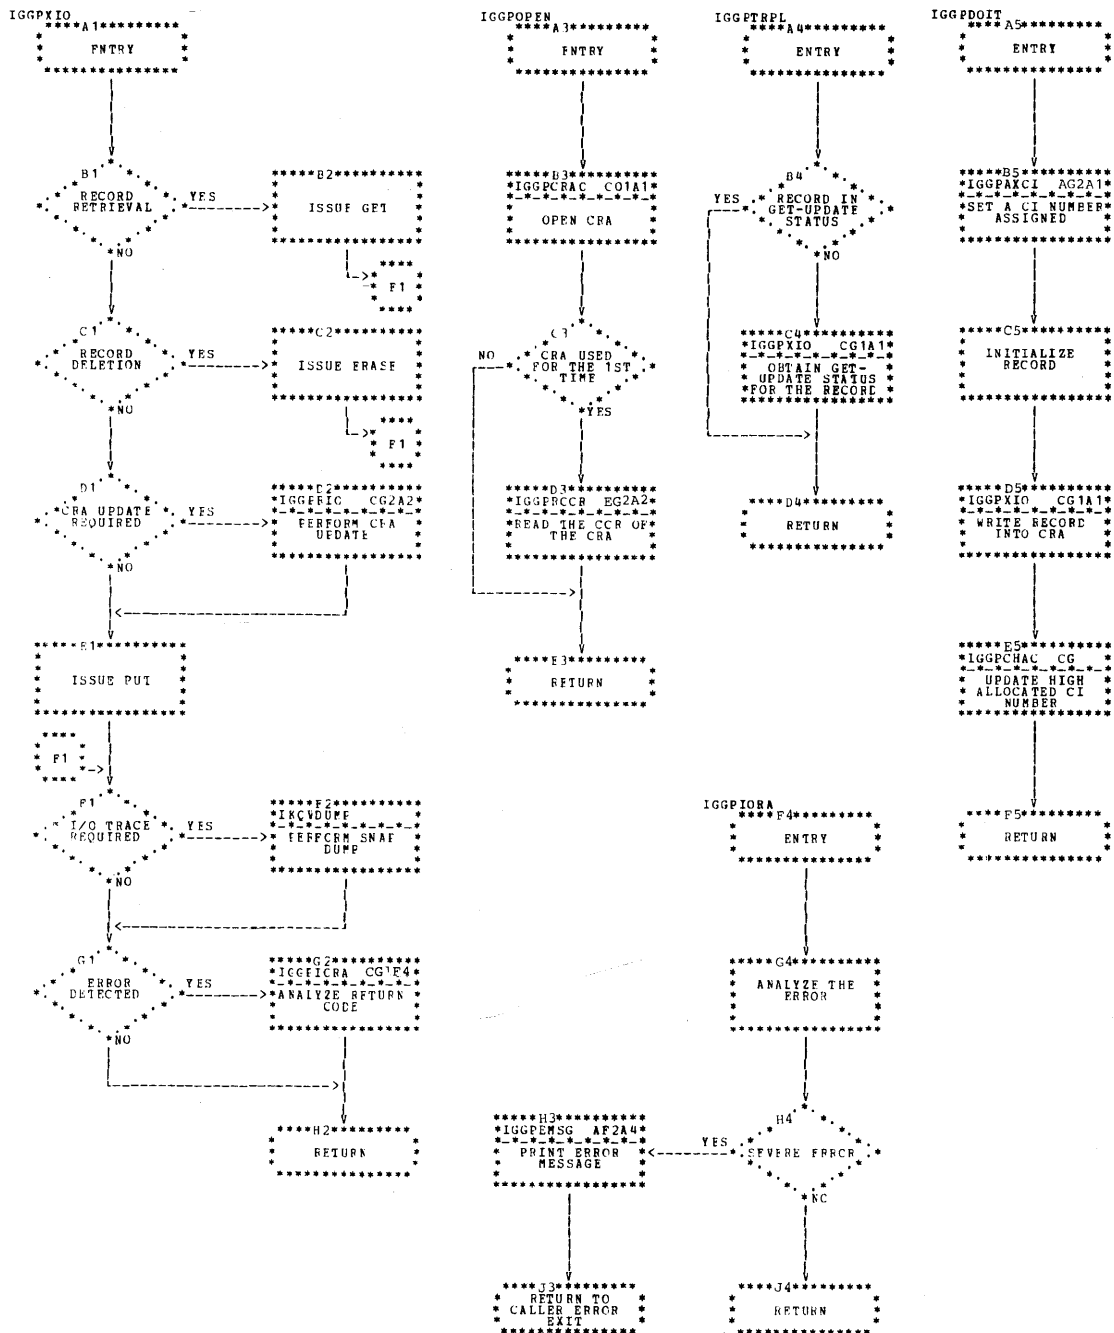 IGGPXIO
A1
ENTRY
B1
RECORD
RETRIEVAL
YES
NO
B2
ISSUE GET
F1
C1
RECORD
DELETION
YES
NO
C2
ISSUE ERASE
F1
D1
CRA UPDATE
REQUIRED
YES
NO
D2
CG2A2
PERFORM CRA
UPDATE
E1
ISSUE PUT
F1
F1
I/O TRACE
REQUIRED
YES
NO
F2
IKQVDUMP
PERFORM SNAP
DUMP
G1
ERROR
DETECTED
YES
NO
G2
ANALYZE RETURN
CODE
H2
RETURN
IGGPOPEN
A3
ENTRY
B3
IGGPCRAC CO1A1
OPEN CRA
C3
CRA USED
FOR THE 1ST
TIME
NO
YES
D3
IGGPRCCR EG2A2
READ THE CCR OF
THE CRA
E3
RETURN
IGGPTRPL
A4
ENTRY
B4
RECORD IN
GET-UPDATE
STATUS
YES
NO
C4
IGGPXIO CG1A1
OBTAIN GET-
UPDATE STATUS
FOR THE RECORD
D4
RETURN
IGGPIORA
F4
ENTRY
G4
ANALYZE THE
ERROR
H4
SEVERE ERROR
YES
NO
H3
IGGPEMSG AF2A4
PRINT ERROR
MESSAGE
J3
RETURN TO
CALLER ERROR
EXIT
J4
RETURN
IGGPDOIT
A5
ENTRY
B5
IGGPAXCI AG2A1
SET A CI NUMBER
ASSIGNED
C5
INITIALIZE
RECORD
D5
IGGPXIO CG1A1
WRITE RECORD
INTO CRA
E5
IGGPCHAC CG
UPDATE HIGH
ALLOCATED CI
NUMBER
F5
RETURN